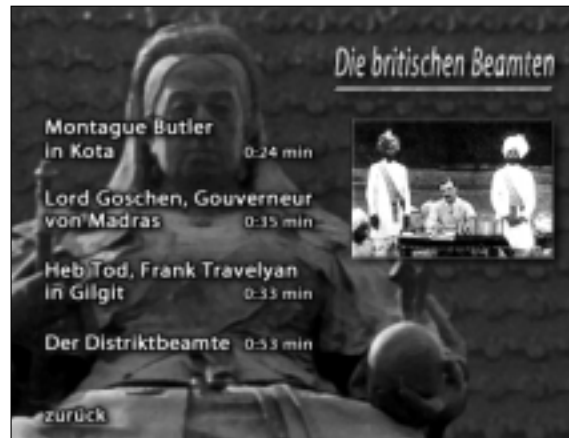 Die britischen Beamten
Montague Butler
in Kota 0:24 min
Lord Goschen, Gouverneur
von Madras 0:35 min
Heb Tod, Frank Travelyan
in Gilgit 0:33 min
Der Distriktbeamte 0:53 min
zurück